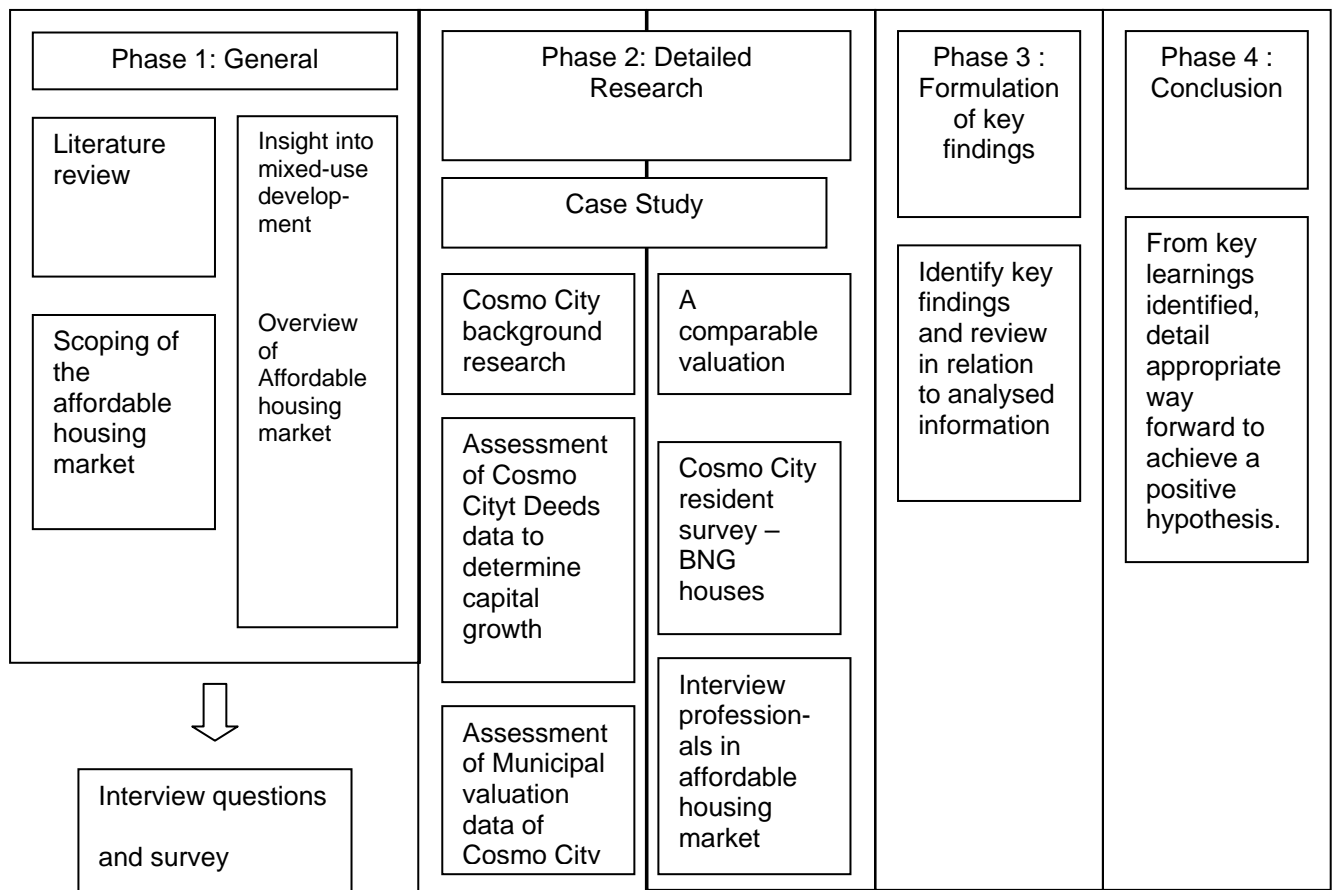 Phase 1: General
Literature
review
Scoping of
the
affordable
housing
market
Insight into
mixed-use
develop-
ment
Overview
of
Affordable
housing
market
Interview questions
and survey
Phase 2: Detailed
Research
Case Study
Cosmo City
background
research
Assessment
of Cosmo
Cityt Deeds
data to
determine
capital
growth
Assessment
of Municipal
valuation
data of
Cosmo City
A
comparable
valuation
Cosmo City
resident
survey –
BNG
houses
Interview
profession-
als in
affordable
housing
market
Phase 3 :
Formulation
of key
findings
Identify key
findings
and review
in relation
to analysed
information
Phase 4 :
Conclusion
From key
learnings
identified,
detail
appropriate
way
forward to
achieve a
positive
hypothesis.